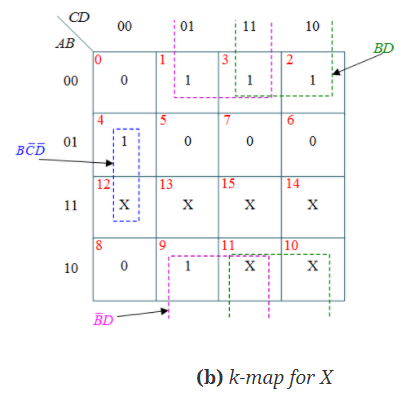 CD
AB
00 01 11 10
BD
00
0 1 3 2
0 1 1 1
01
4 5 7 6
1 0 0 0
BC̅D̅
11
12 13 15 14
X X X X
10
8 9 11 10
0 1 X X
B̅D
(b) k-map for X